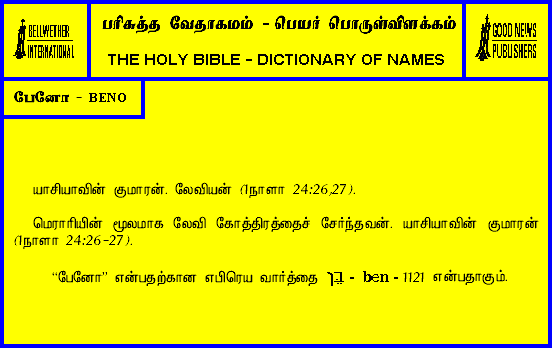 BELLWETHER
INTERNATIONAL
பரிசுத்த வேதாகமம் - பெயர் பொருள்விளக்கம்
THE HOLY BIBLE - DICTIONARY OF NAMES
GOOD NEWS
PUBLISHERS
பேனோ - BENO
யாசியாவின் குமாரன். லேவியன் (1நாளா 24:26,27).
மெராரியின் மூலமாக லேவி கோத்திரத்தைச் சேர்ந்தவன். யாசியாவின் குமாரன்
(1நாளா 24:26-27).
“பேனோ” என்பதற்கான எபிரெய வார்த்தை בֵּן - ben - 1121 என்பதாகும்.